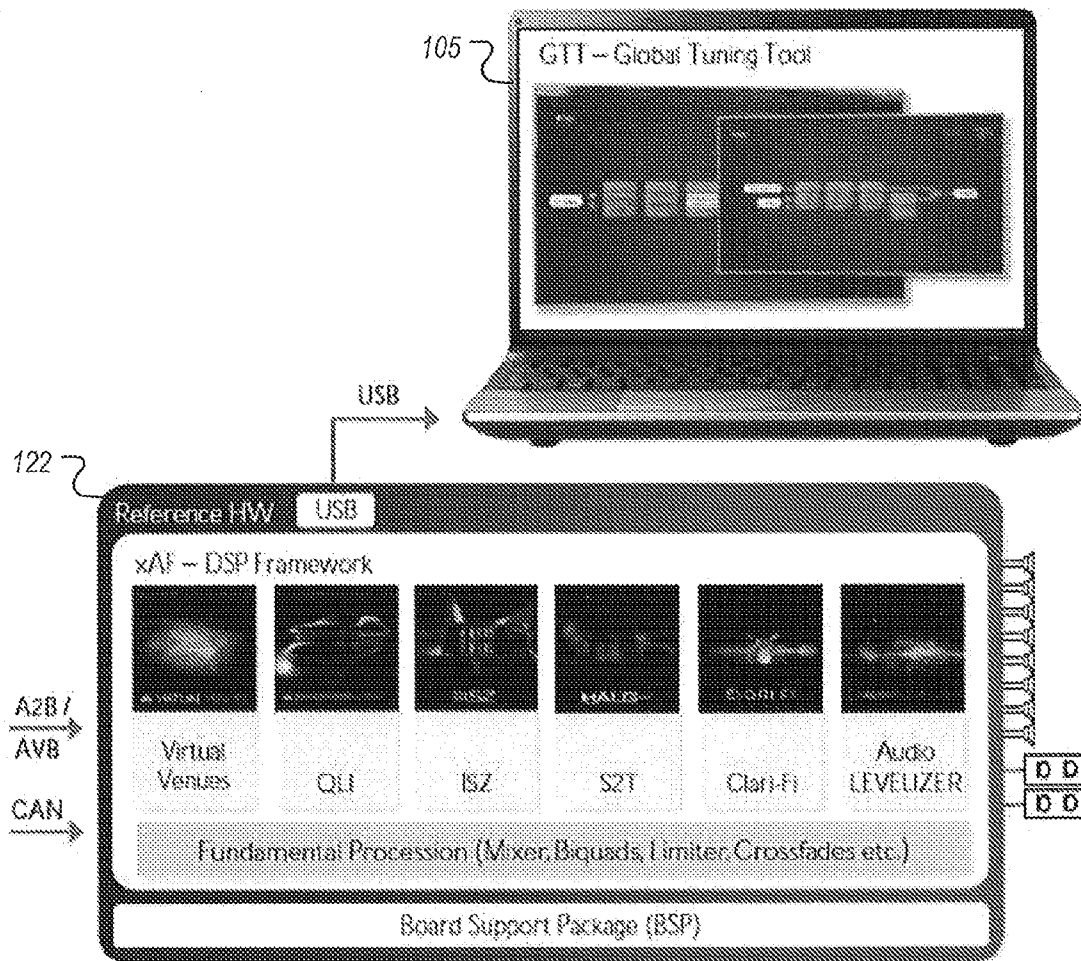 105
GTT – Global Tuning Tool
USB
122
Reference HW
USB
xAF – DSP Framework
HALO
A2B /
AVB
CAN
Virtual
Venues
QLI
ISZ
S2T
Clari-Fi
Audio
LEVELIZER
D D
D D
Fundamental Procession (Mixer, Biquads, Limiter, Crossfades etc.)
Board Support Package (BSP)